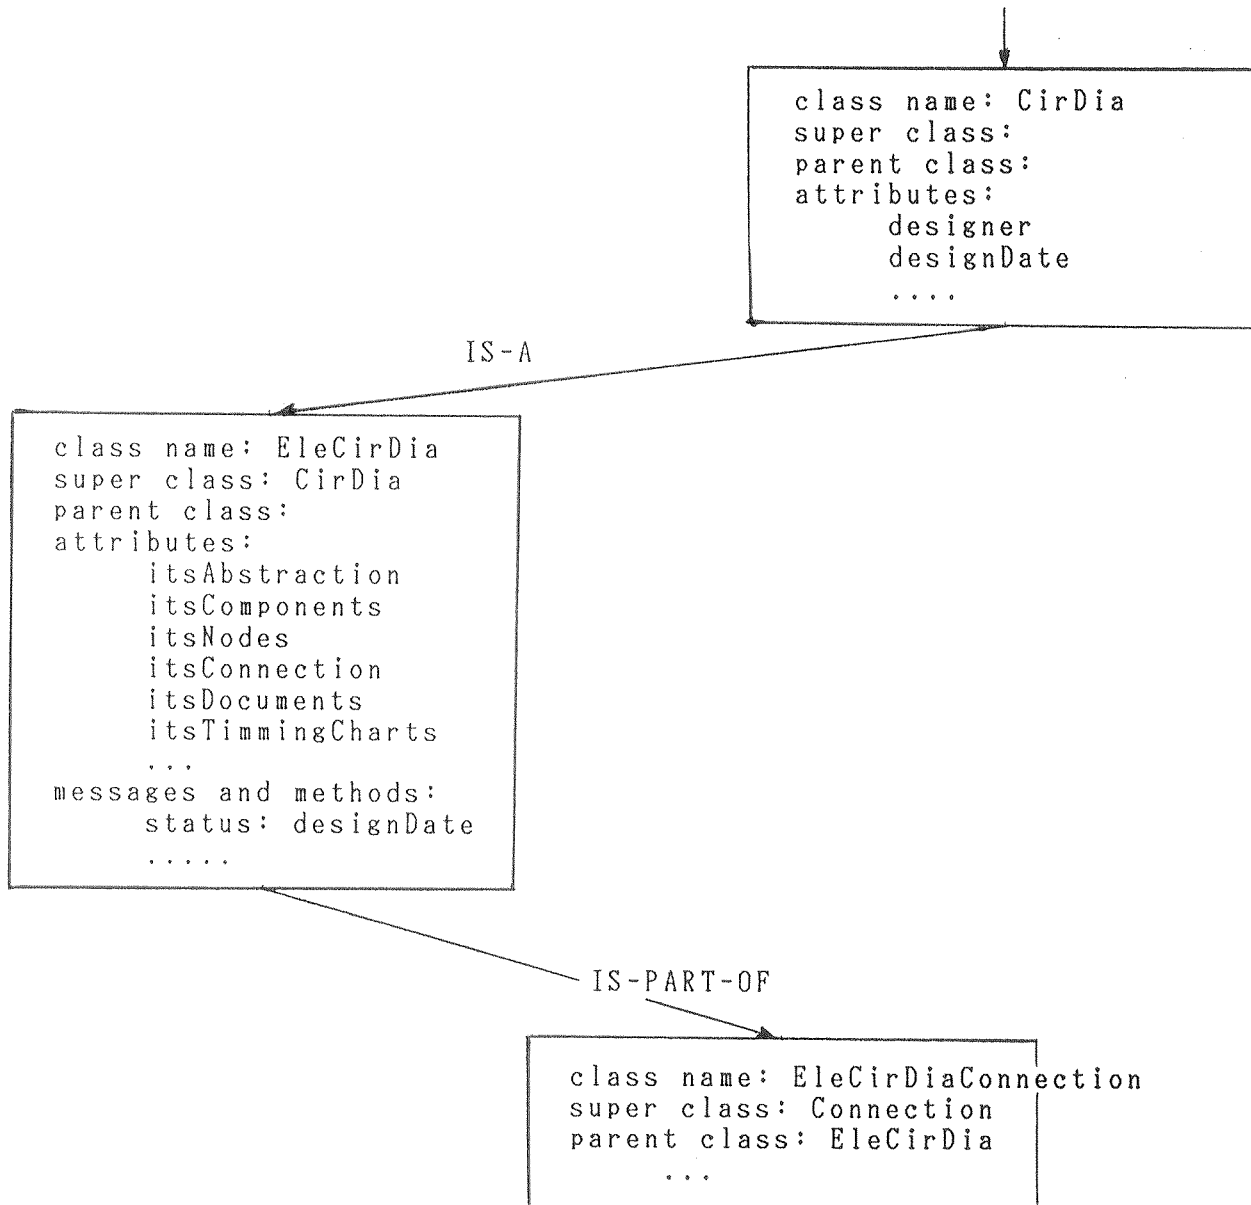 class name: CirDia
super class:
parent class:
attributes:
designer
designDate
....
IS-A
class name: EleCirDia
super class: CirDia
parent class:
attributes:
itsAbstraction
itsComponents
itsNodes
itsConnection
itsDocuments
itsTimmingCharts
...
messages and methods:
status: designDate
.....
IS-PART-OF
class name: EleCirDiaConnection
super class: Connection
parent class: EleCirDia
...